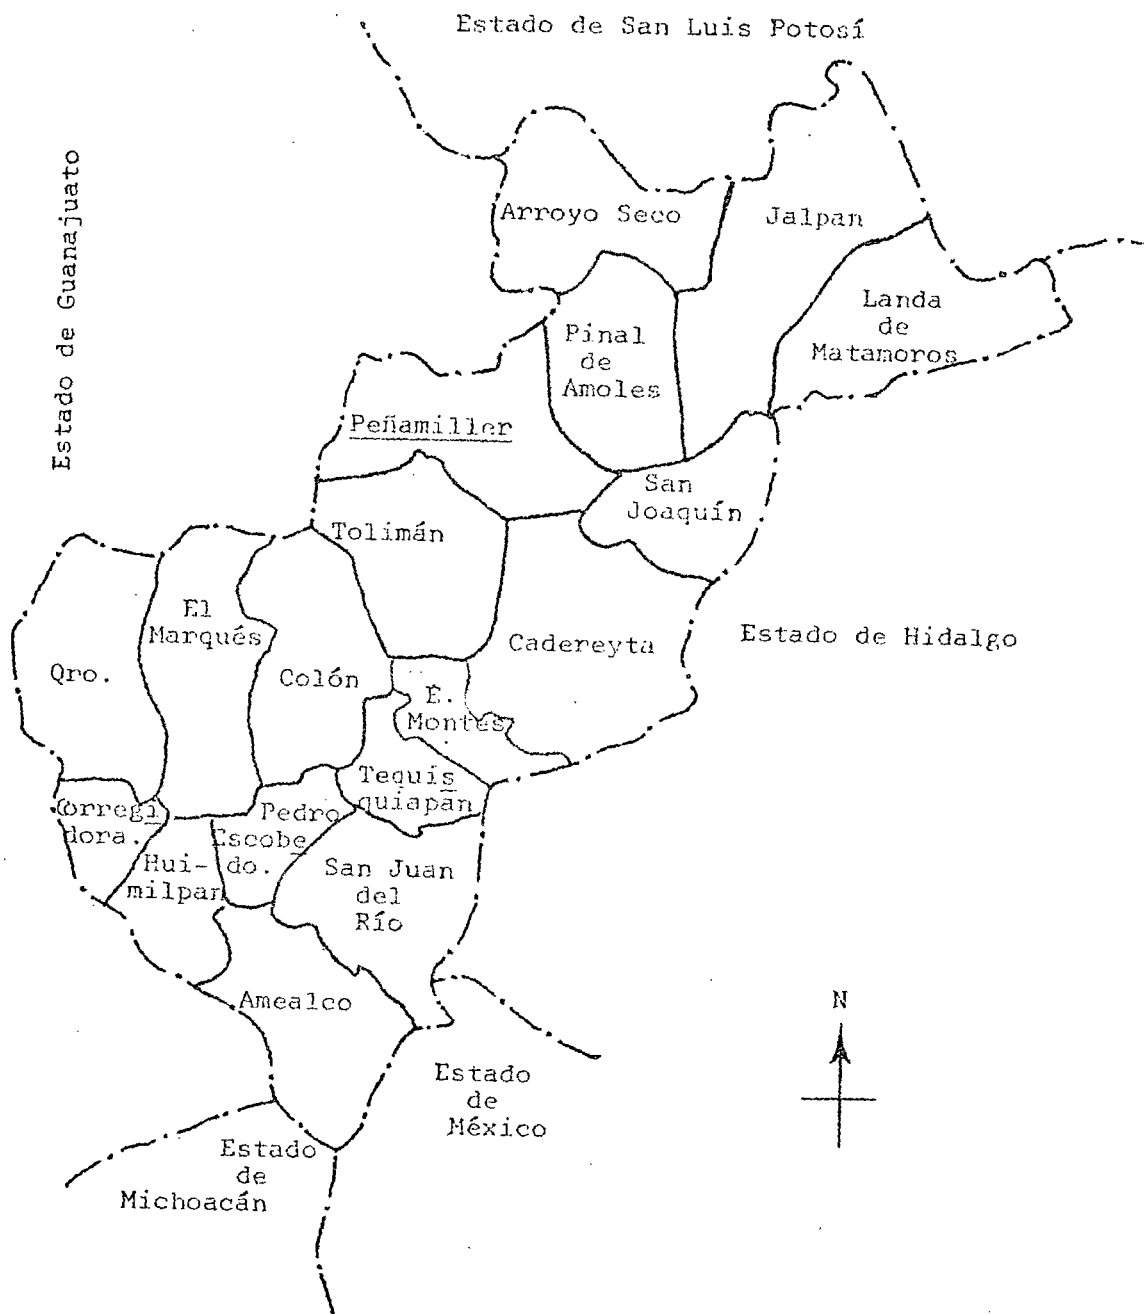 Estado de San Luis Potosí
Estado de Guanajuato
Arroyo Seco
Jalpan
Landa
de
Matamoros
Pinal
de
Amoles
Peñamiller
San
Joaquín
Tolimán
El
Marqués
Cadereyta
Estado de Hidalgo
Qro.
Colón
E.
Montes
Tequis
quiapan
Corregi
dora.
Pedro
Escobe
do.
Hui-
milpan
San Juan
del
Río
Amealco
N
Estado
de
México
Estado
de
Michoacán